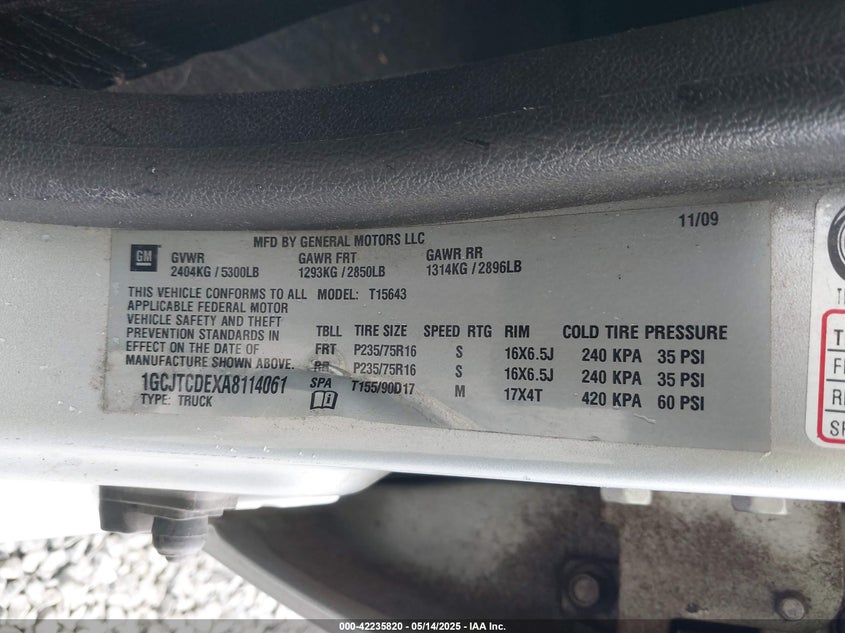 MFD BY GENERAL MOTORS LLC
11/09
GM
GVWR
2404KG / 5300LB
GAWR FRT
1293KG / 2850LB
GAWR RR
1314KG / 2896LB
THIS VEHICLE CONFORMS TO ALL
APPLICABLE FEDERAL MOTOR
VEHICLE SAFETY AND THEFT
PREVENTION STANDARDS IN
EFFECT ON THE DATE OF
MANUFACTURE SHOWN ABOVE.
1GCJTCDEXA8114061
TYPE: TRUCK
MODEL: T15643
TBLL TIRE SIZE SPEED RTG RIM COLD TIRE PRESSURE
FRT P235/75R16 S 16X6.5J 240 KPA 35 PSI
RR P235/75R16 S 16X6.5J 240 KPA 35 PSI
SPA T155/90D17 M 17X4T 420 KPA 60 PSI
000-42235820 - 05/14/2025 - IAA Inc.